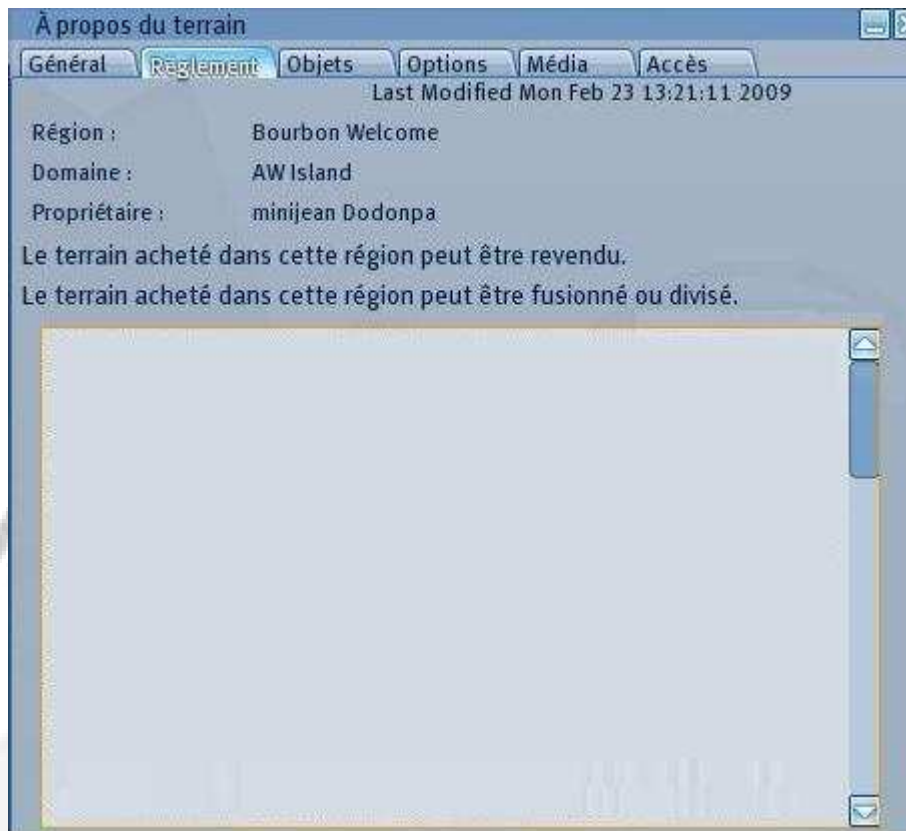 À propos du terrain
Général Règlement Objets Options Média Accès
Last Modified Mon Feb 23 13:21:11 2009
Région : Bourbon Welcome
Domaine : AW Island
Propriétaire : minijean Dodonpa
Le terrain acheté dans cette région peut être revendu.
Le terrain acheté dans cette région peut être fusionné ou divisé.